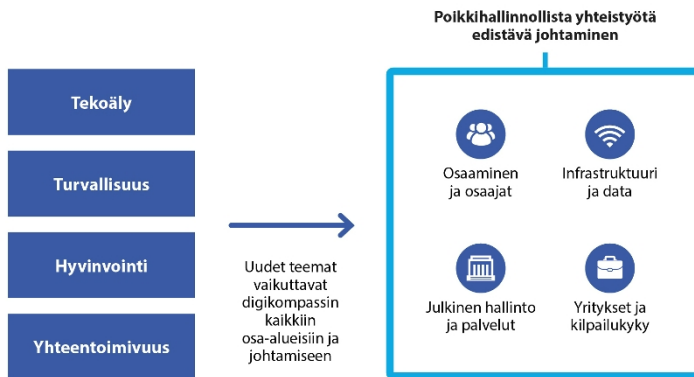 Poikkihallinnollista yhteistyötä
edistävä johtaminen
Tekoäly
Turvallisuus
Hyvinvointi
Yhteentoimivuus
Uudet teemat
vaikuttavat
digikompassin
kaikkiin
osa-alueisiin ja
johtamiseen
Osaaminen
ja osaajat
Infrastruktuuri
ja data
Julkinen hallinto
ja palvelut
Yritykset ja
kilpailukyky